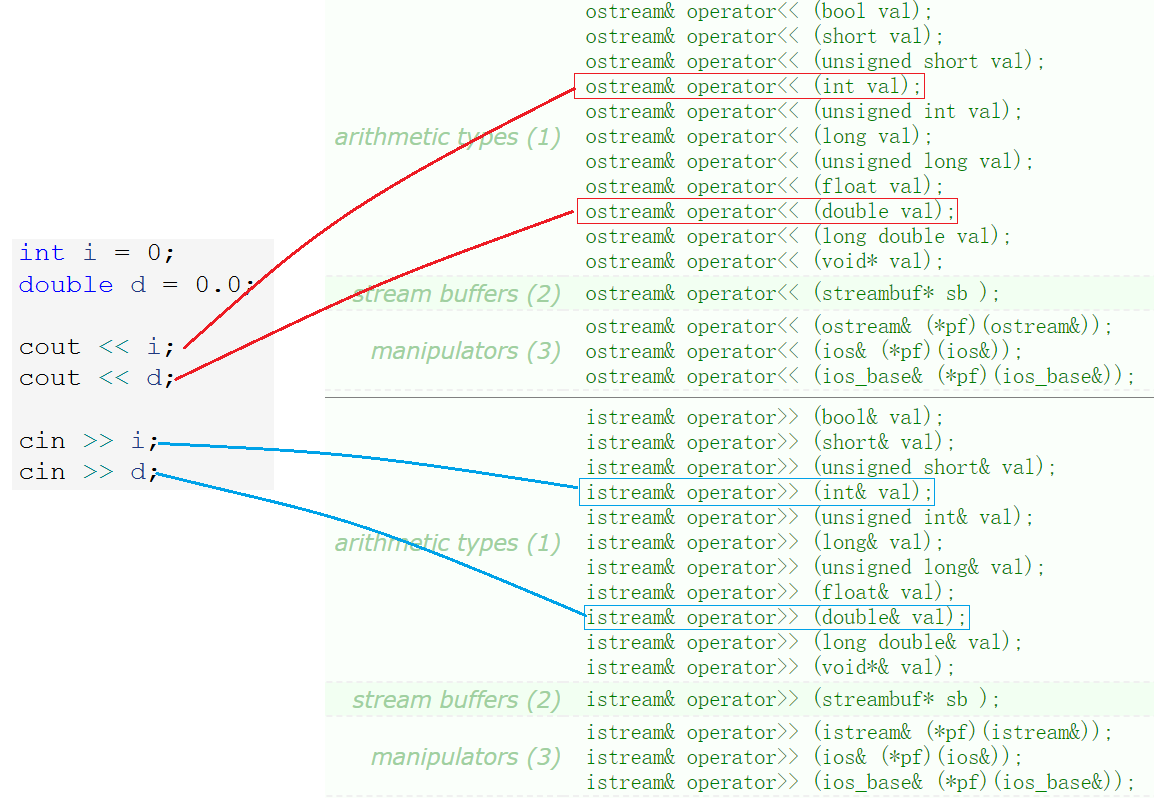 int i = 0;
double d = 0.0;
cout << i;
cout << d;
cin >> i;
cin >> d;
arithmetic types (1)
ostream& operator<< (bool val);
ostream& operator<< (short val);
ostream& operator<< (unsigned short val);
ostream& operator<< (int val);
ostream& operator<< (unsigned int val);
ostream& operator<< (long val);
ostream& operator<< (unsigned long val);
ostream& operator<< (float val);
ostream& operator<< (double val);
ostream& operator<< (long double val);
ostream& operator<< (void* val);
stream buffers (2)
ostream& operator<< (streambuf* sb );
manipulators (3)
ostream& operator<< (ostream& (*pf)(ostream&));
ostream& operator<< (ios& (*pf)(ios&));
ostream& operator<< (ios_base& (*pf)(ios_base&));
arithmetic types (1)
istream& operator>> (bool& val);
istream& operator>> (short& val);
istream& operator>> (unsigned short& val);
istream& operator>> (int& val);
istream& operator>> (unsigned int& val);
istream& operator>> (long& val);
istream& operator>> (unsigned long& val);
istream& operator>> (float& val);
istream& operator>> (double& val);
istream& operator>> (long double& val);
istream& operator>> (void*& val);
stream buffers (2)
istream& operator>> (streambuf* sb );
manipulators (3)
istream& operator>> (istream& (*pf)(istream&));
istream& operator>> (ios& (*pf)(ios&));
istream& operator>> (ios_base& (*pf)(ios_base&));